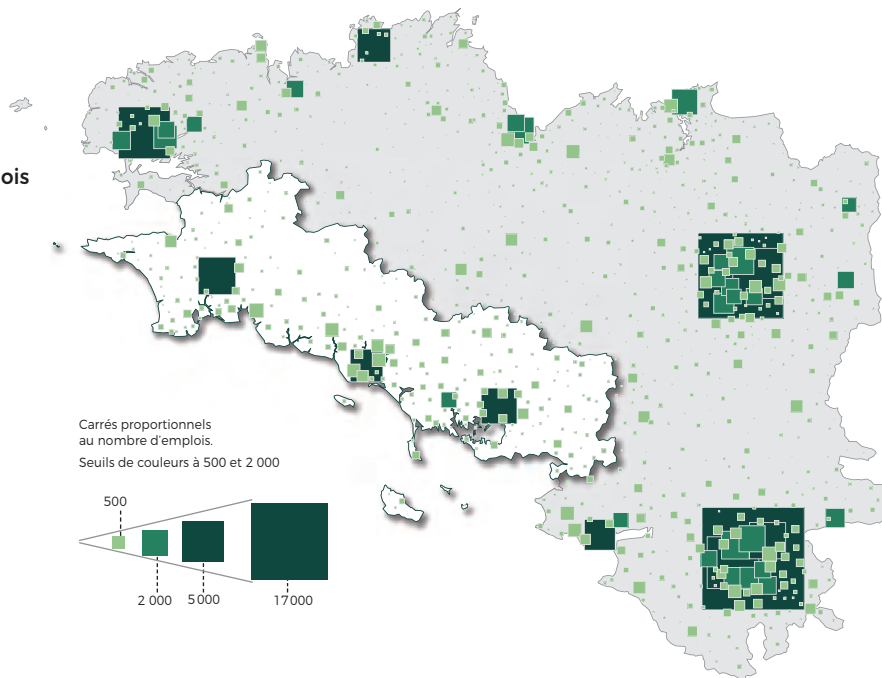 ois
Carrés proportionnels
au nombre d'emplois.
Seuils de couleurs à 500 et 2 000
500
2 000
5 000
17000